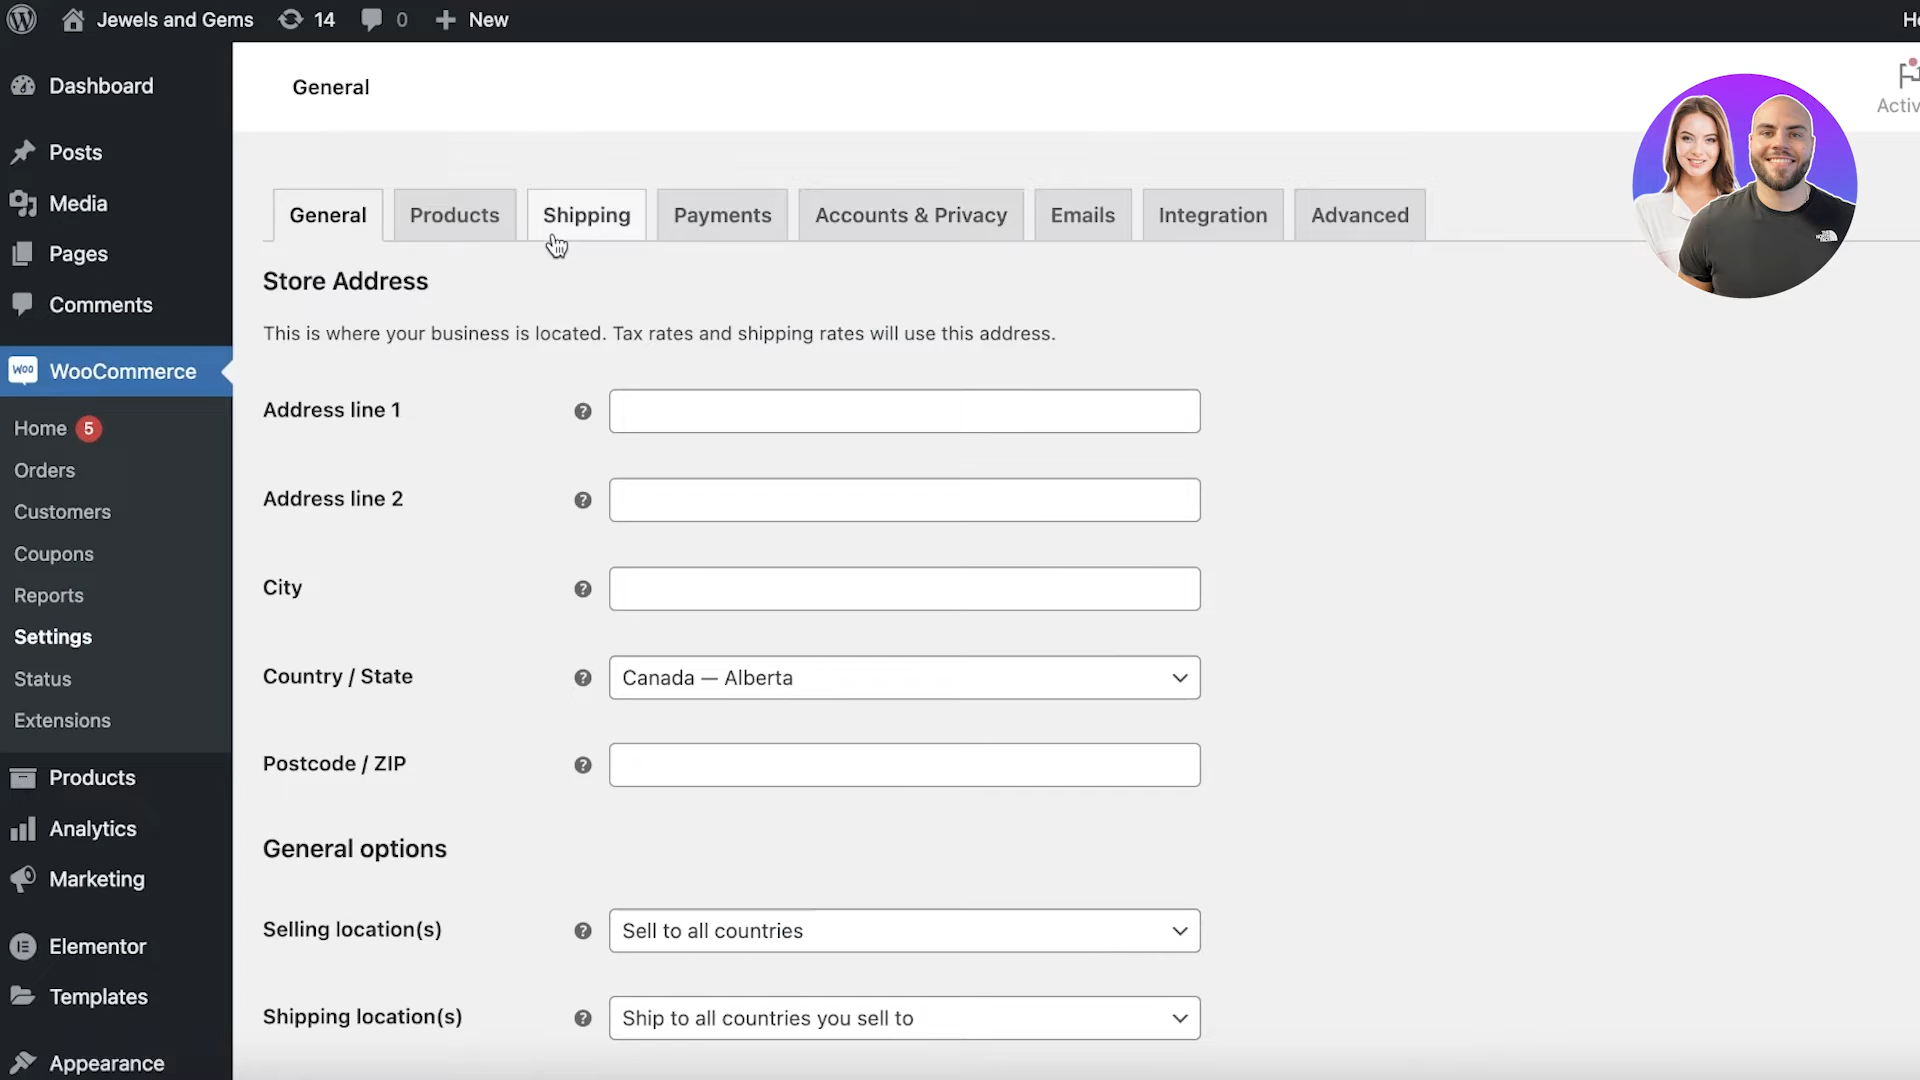 Jewels and Gems 14 0 New
Dashboard
Posts
Media
Pages
Comments
WOO WooCommerce
Home 5
Orders
Customers
Coupons
Reports
Settings
Status
Extensions
Products
Analytics
Marketing
Elementor
Templates
Appearance
General
General Products Shipping Payments Accounts & Privacy Emails Integration Advanced
Store Address
This is where your business is located. Tax rates and shipping rates will use this address.
Address line 1
Address line 2
City
Country / State Canada — Alberta
Postcode / ZIP
General options
Selling location(s) Sell to all countries
Shipping location(s) Ship to all countries you sell to